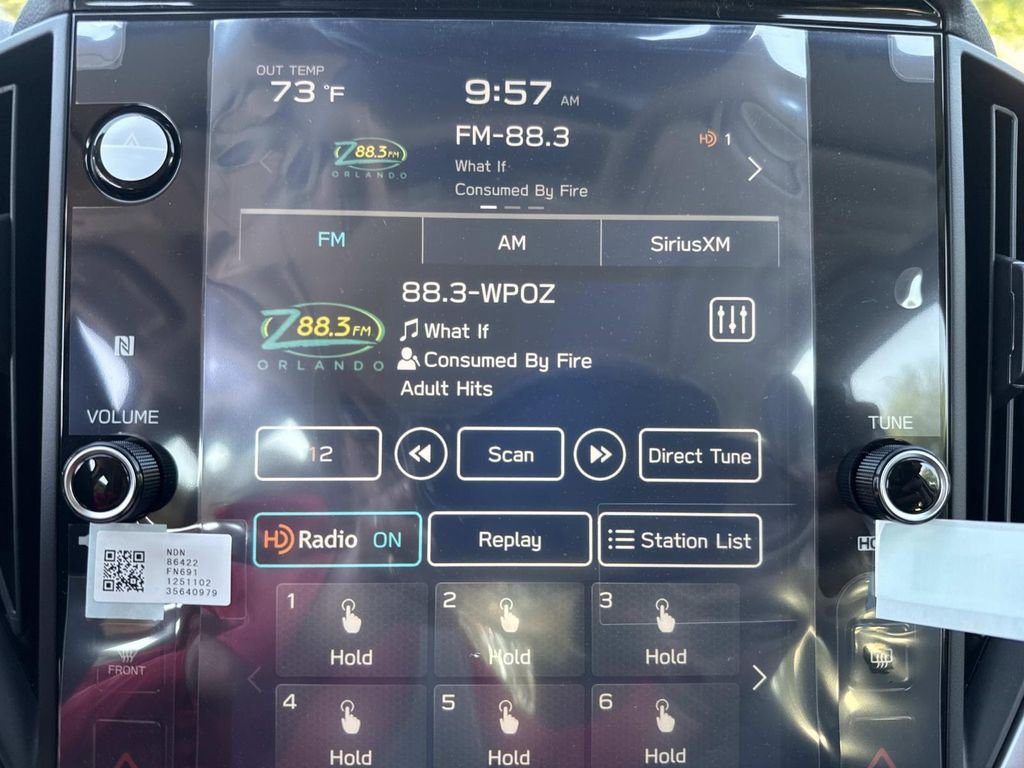 OUT TEMP
73 °F
9:57 AM
FM-88.3
HD 1
Z88.3FM
ORLANDO
What If
Consumed By Fire
FM
AM
SiriusXM
88.3-WPOZ
Z88.3FM
ORLANDO
What If
Consumed By Fire
Adult Hits
N
VOLUME
TUNE
12
Scan
Direct Tune
HD Radio ON
Replay
Station List
NDN
86422
FN691
1251102
35640979
1
Hold
2
Hold
3
Hold
FRONT
4
Hold
5
Hold
6
Hold